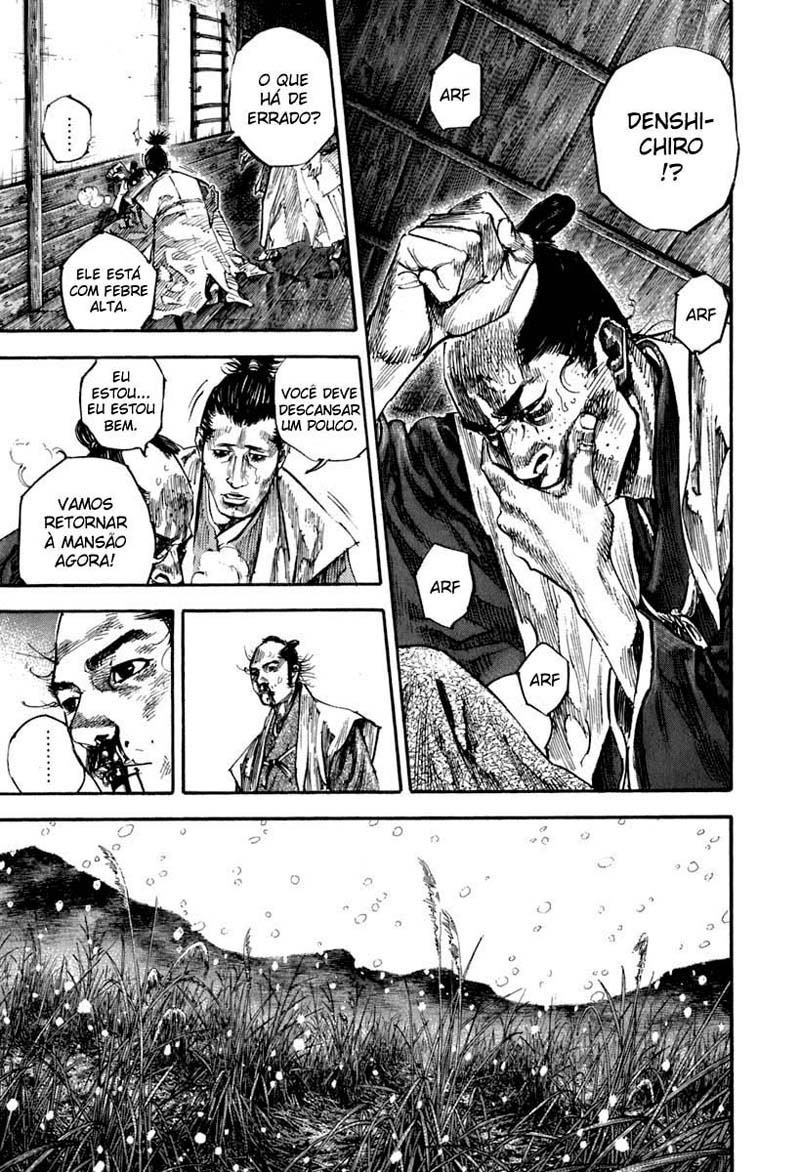 DENSHI-
CHIRO
!?
ARF
ARF
ARF
ARF
O QUE
HÁ DE
ERRADO?
......
ELE ESTÁ
COM FEBRE
ALTA.
VOCÊ DEVE
DESCANSAR
UM POUCO.
EU
ESTOU...
EU ESTOU
BEM.
VAMOS
RETORNAR
À MANSÃO
AGORA!
......